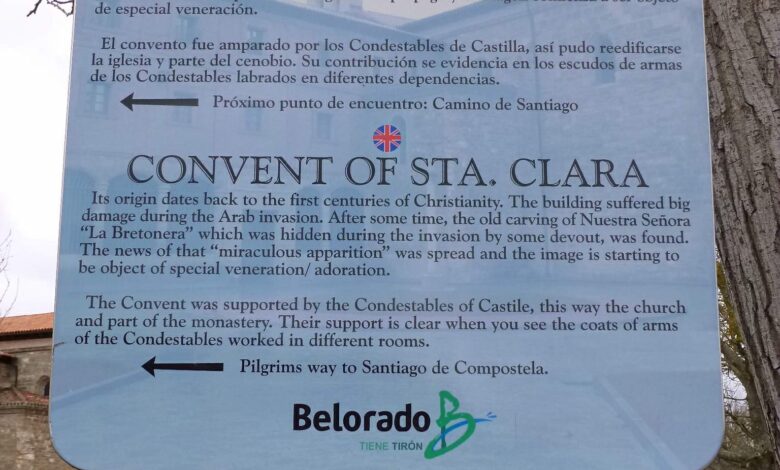 de especial veneración.
El convento fue amparado por los Condestables de Castilla, así pudo reedificarse
la iglesia y parte del cenobio. Su contribución se evidencia en los escudos de armas
de los Condestables labrados en diferentes dependencias.
Próximo punto de encuentro: Camino de Santiago
CONVENT OF STA. CLARA
Its origin dates back to the first centuries of Christianity. The building suffered big
damage during the Arab invasion. After some time, the old carving of Nuestra Señora
“La Bretonera” which was hidden during the invasion by some devout, was found.
The news of that “miraculous apparition” was spread and the image is starting to
be object of special veneration/ adoration.
The Convent was supported by the Condestables of Castile, this way the church
and part of the monastery. Their support is clear when you see the coats of arms
of the Condestables worked in different rooms.
Pilgrims way to Santiago de Compostela.
Belorado
TIENE TIRÓN